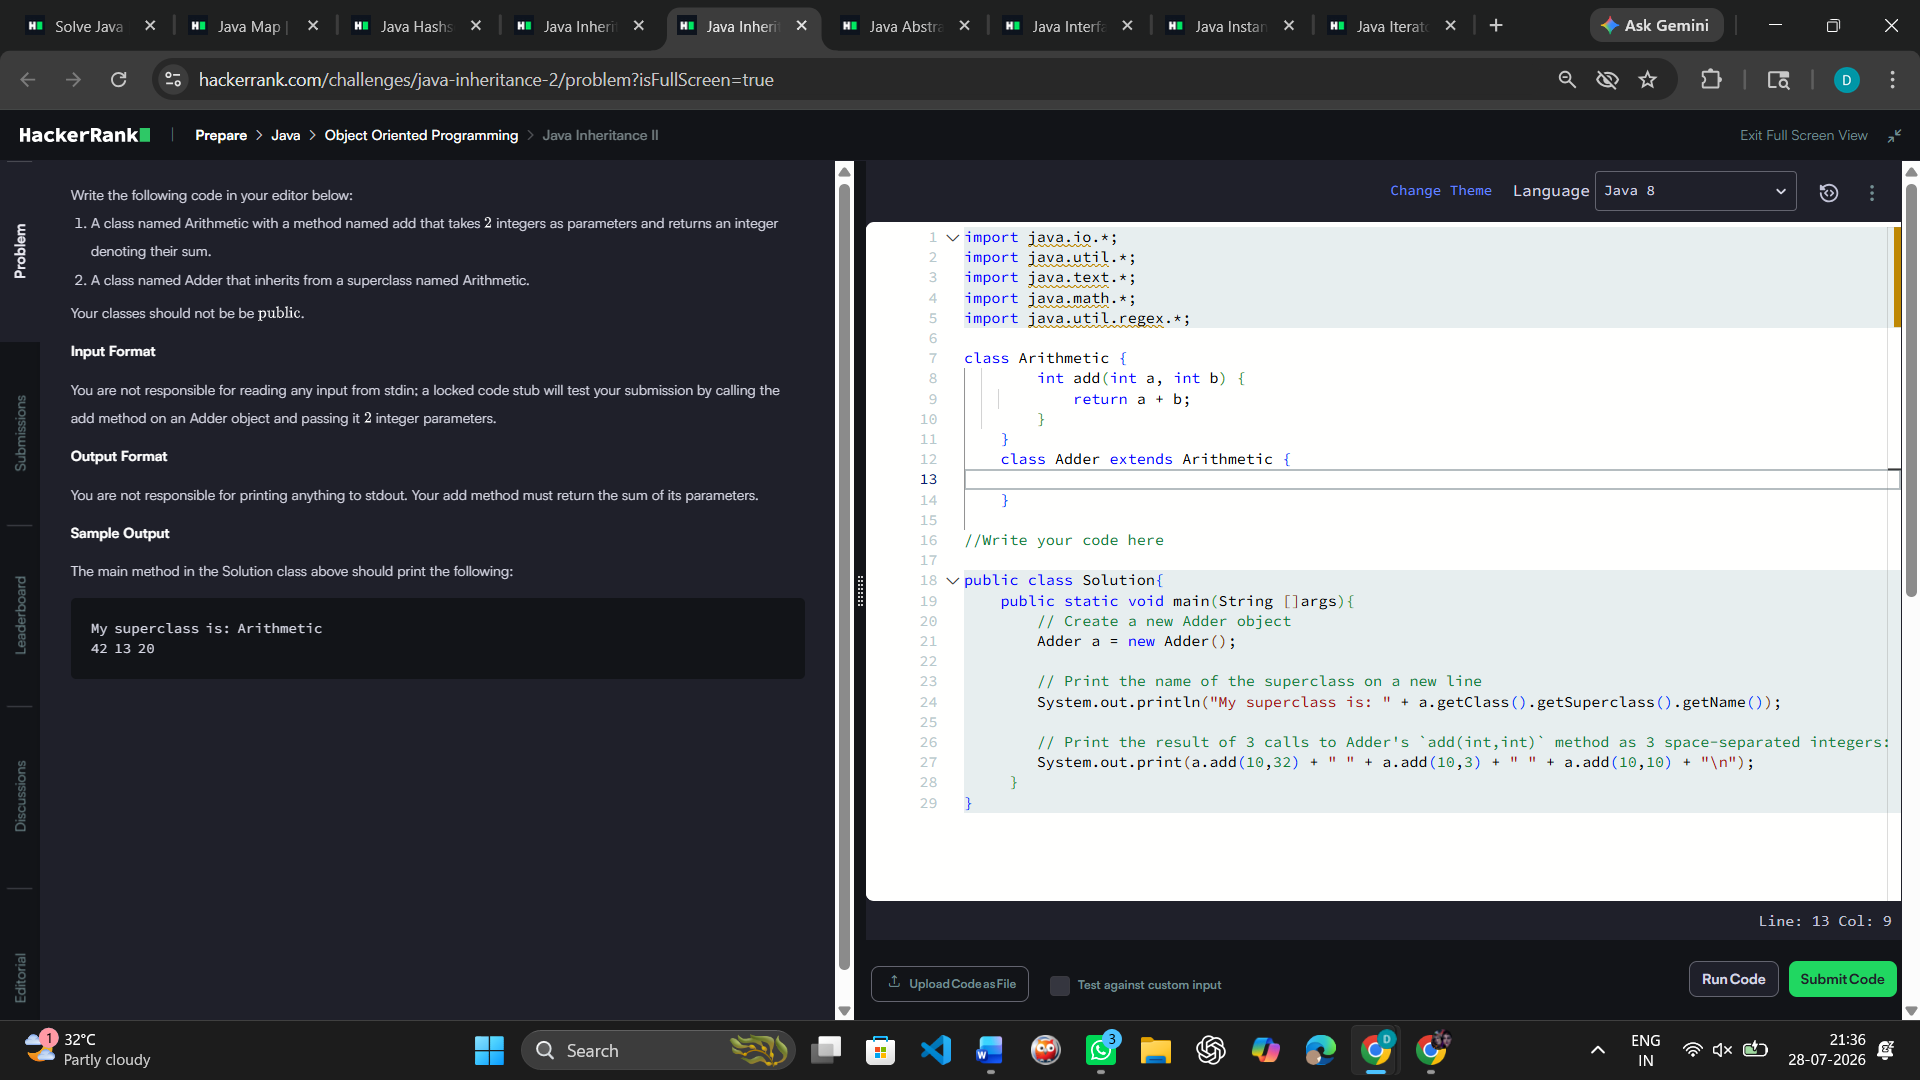 Solve Java
Java Map |
Java Hashs
Java Inherit
Java Inherit
Java Abstra
Java Interfa
Java Instan
Java Iterato
Ask Gemini
hackerrank.com/challenges/java-inheritance-2/problem?isFullScreen=true
D
HackerRank
Prepare > Java > Object Oriented Programming > Java Inheritance II
Exit Full Screen View
Problem
Submissions
Leaderboard
Discussions
Editorial
Write the following code in your editor below:
1. A class named Arithmetic with a method named add that takes 2 integers as parameters and returns an integer
denoting their sum.
2. A class named Adder that inherits from a superclass named Arithmetic.
Your classes should not be be public.
Input Format
You are not responsible for reading any input from stdin; a locked code stub will test your submission by calling the
add method on an Adder object and passing it 2 integer parameters.
Output Format
You are not responsible for printing anything to stdout. Your add method must return the sum of its parameters.
Sample Output
The main method in the Solution class above should print the following:
My superclass is: Arithmetic
42 13 20
Change Theme Language Java 8
1 import java.io.*;
2 import java.util.*;
3 import java.text.*;
4 import java.math.*;
5 import java.util.regex.*;
6
7 class Arithmetic {
8 int add(int a, int b) {
9 return a + b;
10 }
11 }
12 class Adder extends Arithmetic {
13
14 }
15
16 //Write your code here
17
18 public class Solution{
19 public static void main(String []args){
20 // Create a new Adder object
21 Adder a = new Adder();
22
23 // Print the name of the superclass on a new line
24 System.out.println("My superclass is: " + a.getClass().getSuperclass().getName());
25
26 // Print the result of 3 calls to Adder's `add(int,int)` method as 3 space-separated integers:
27 System.out.print(a.add(10,32) + " " + a.add(10,3) + " " + a.add(10,10) + "\n");
28 }
29 }
Line: 13 Col: 9
Upload Code as File
Test against custom input
Run Code
Submit Code
1
32°C
Partly cloudy
Search
3
D
ENG
IN
21:36
28-07-2026